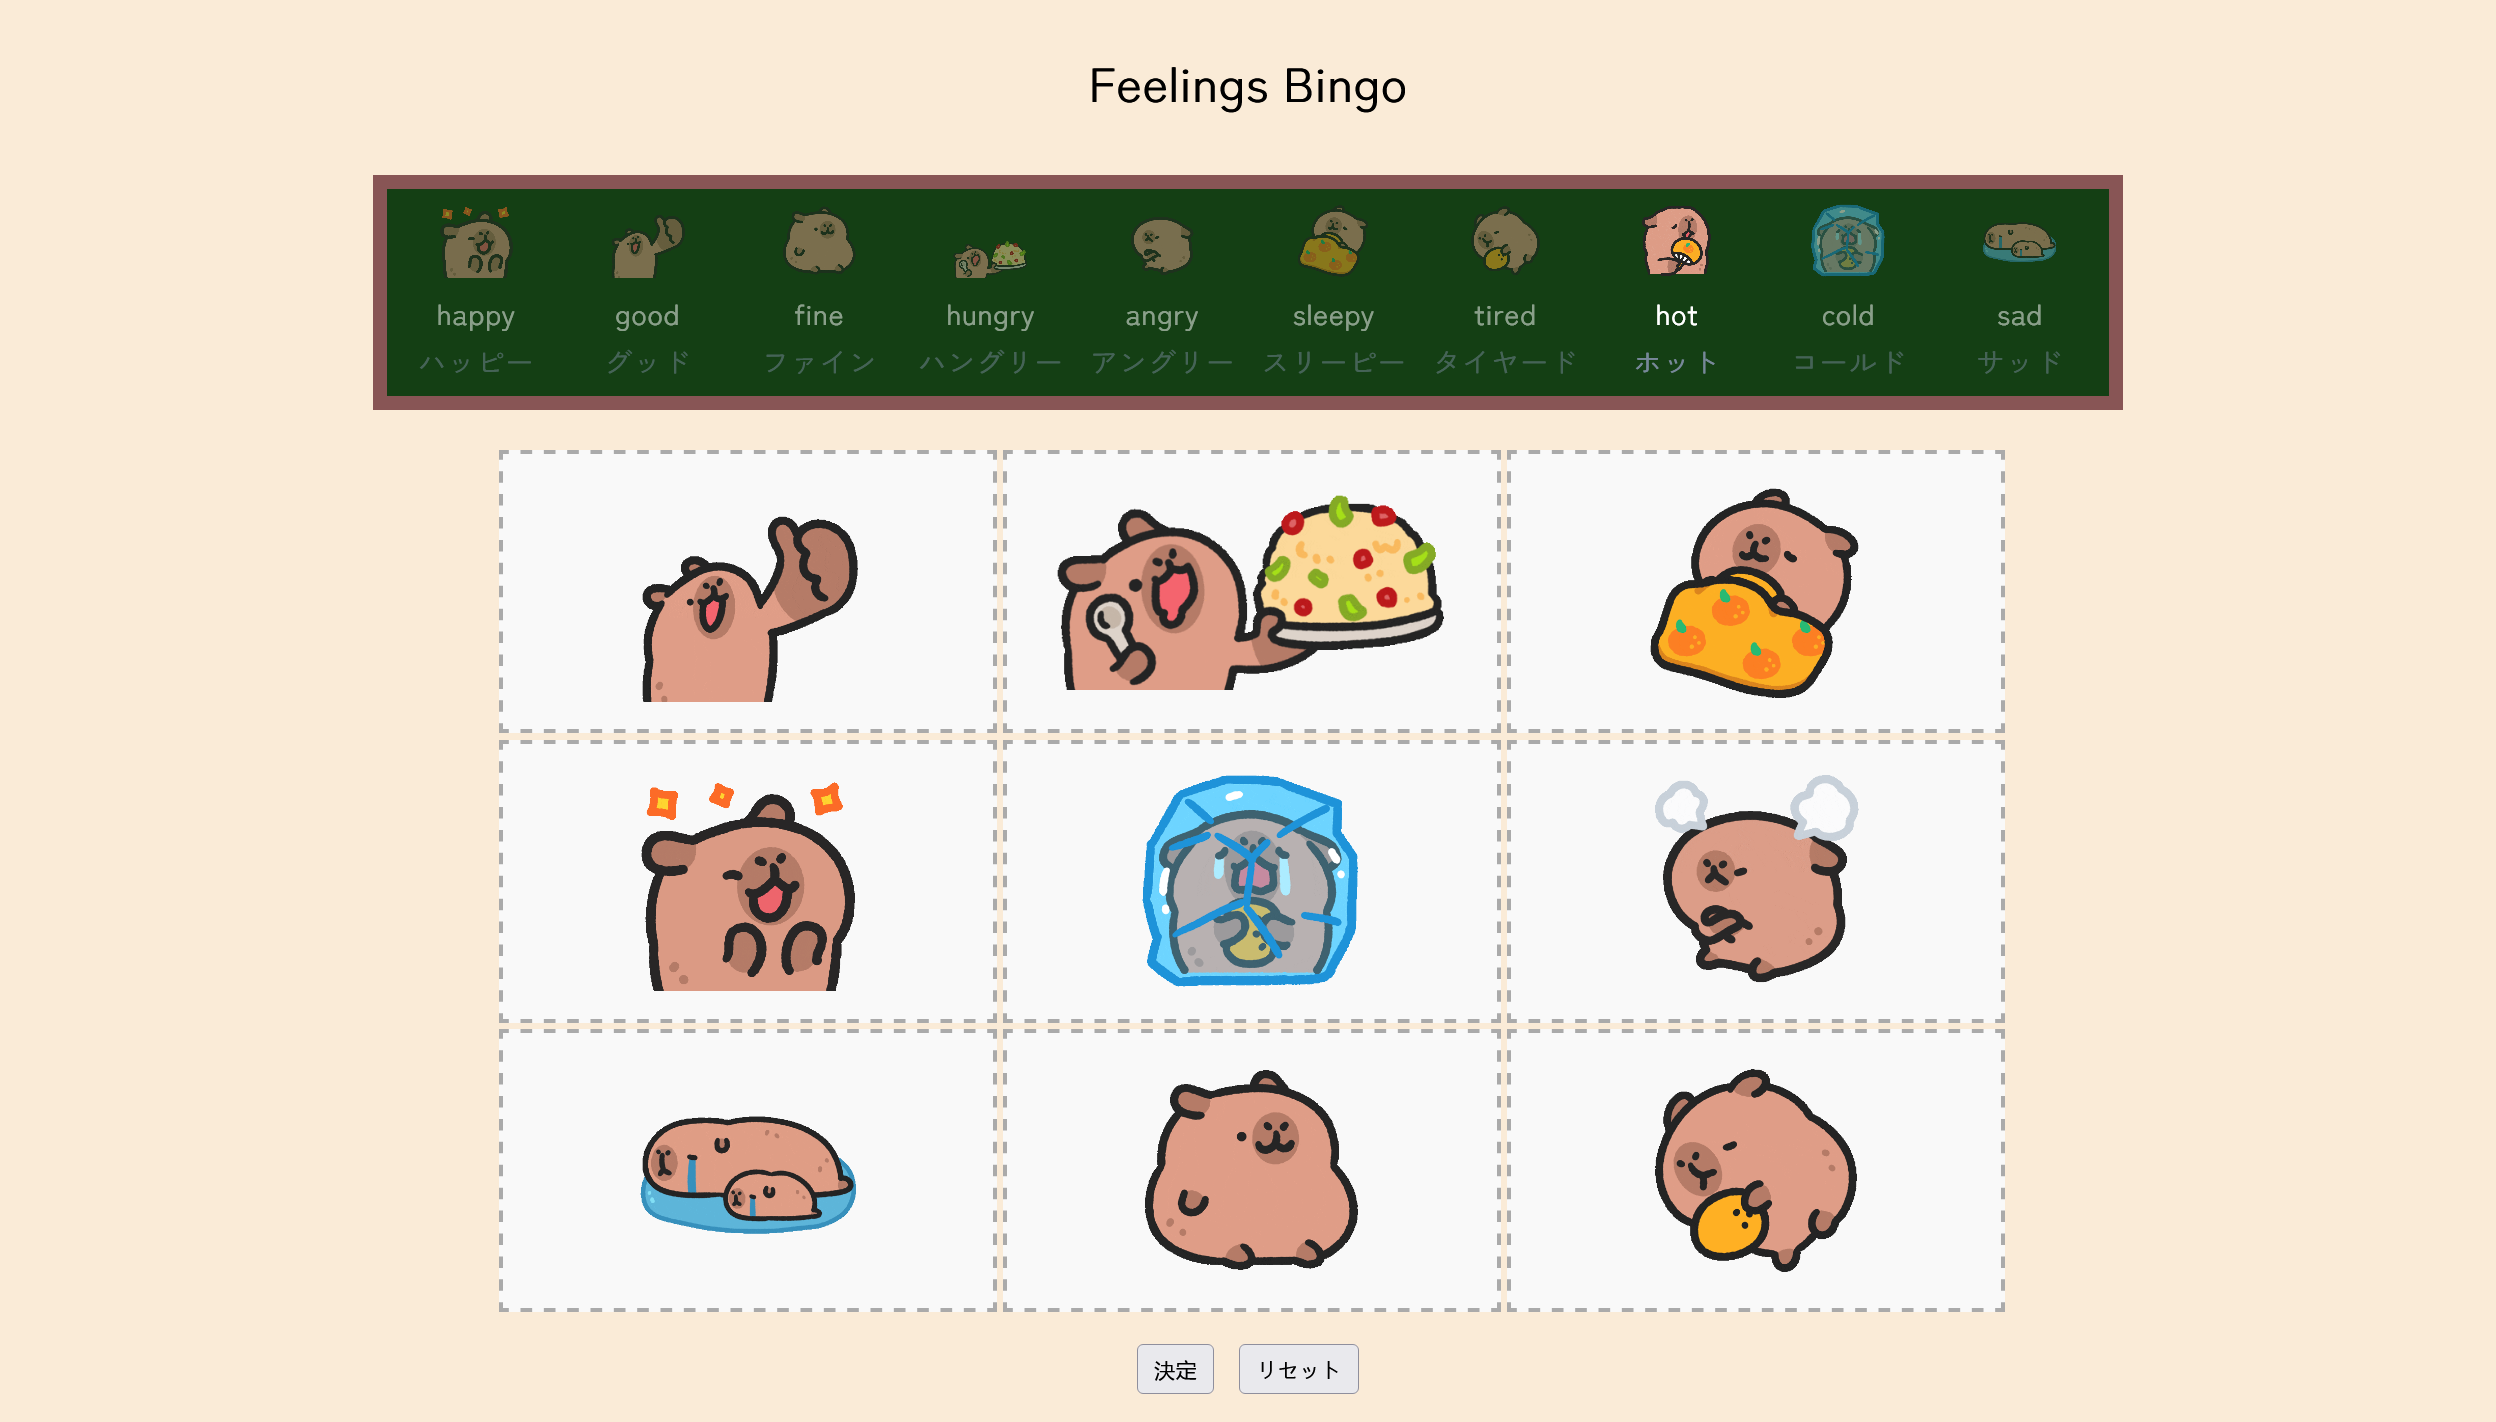 Feelings Bingo
happy good fine hungry angry sleepy tired hot cold sad
ハッピー グッド ファイン ハングリー アングリー スリーピー タイヤード ホット コールド サッド
決定 リセット